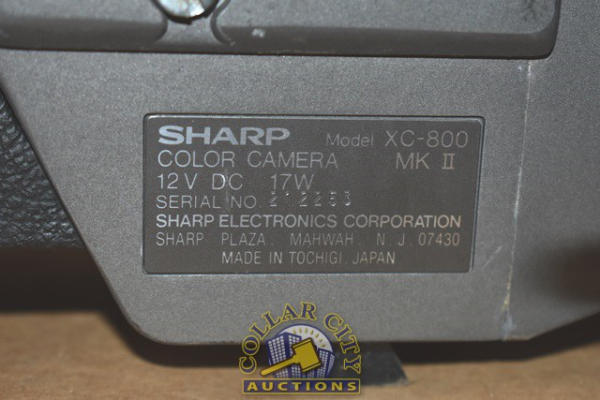 SHARP Model XC-800
COLOR CAMERA MK II
12V DC 17W
SERIAL NO. 212253
SHARP ELECTRONICS CORPORATION
SHARP PLAZA, MAHWAH, N.J. 07430
MADE IN TOCHIGI, JAPAN
COLLAR CITY
AUCTIONS